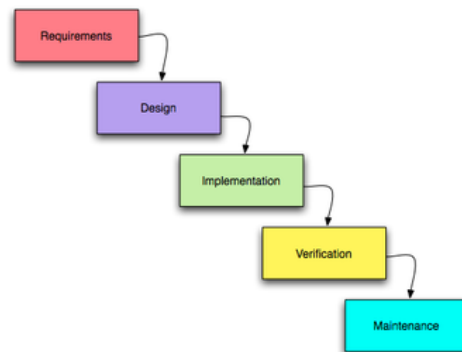 Requirements
Design
Implementation
Verification
Maintenance